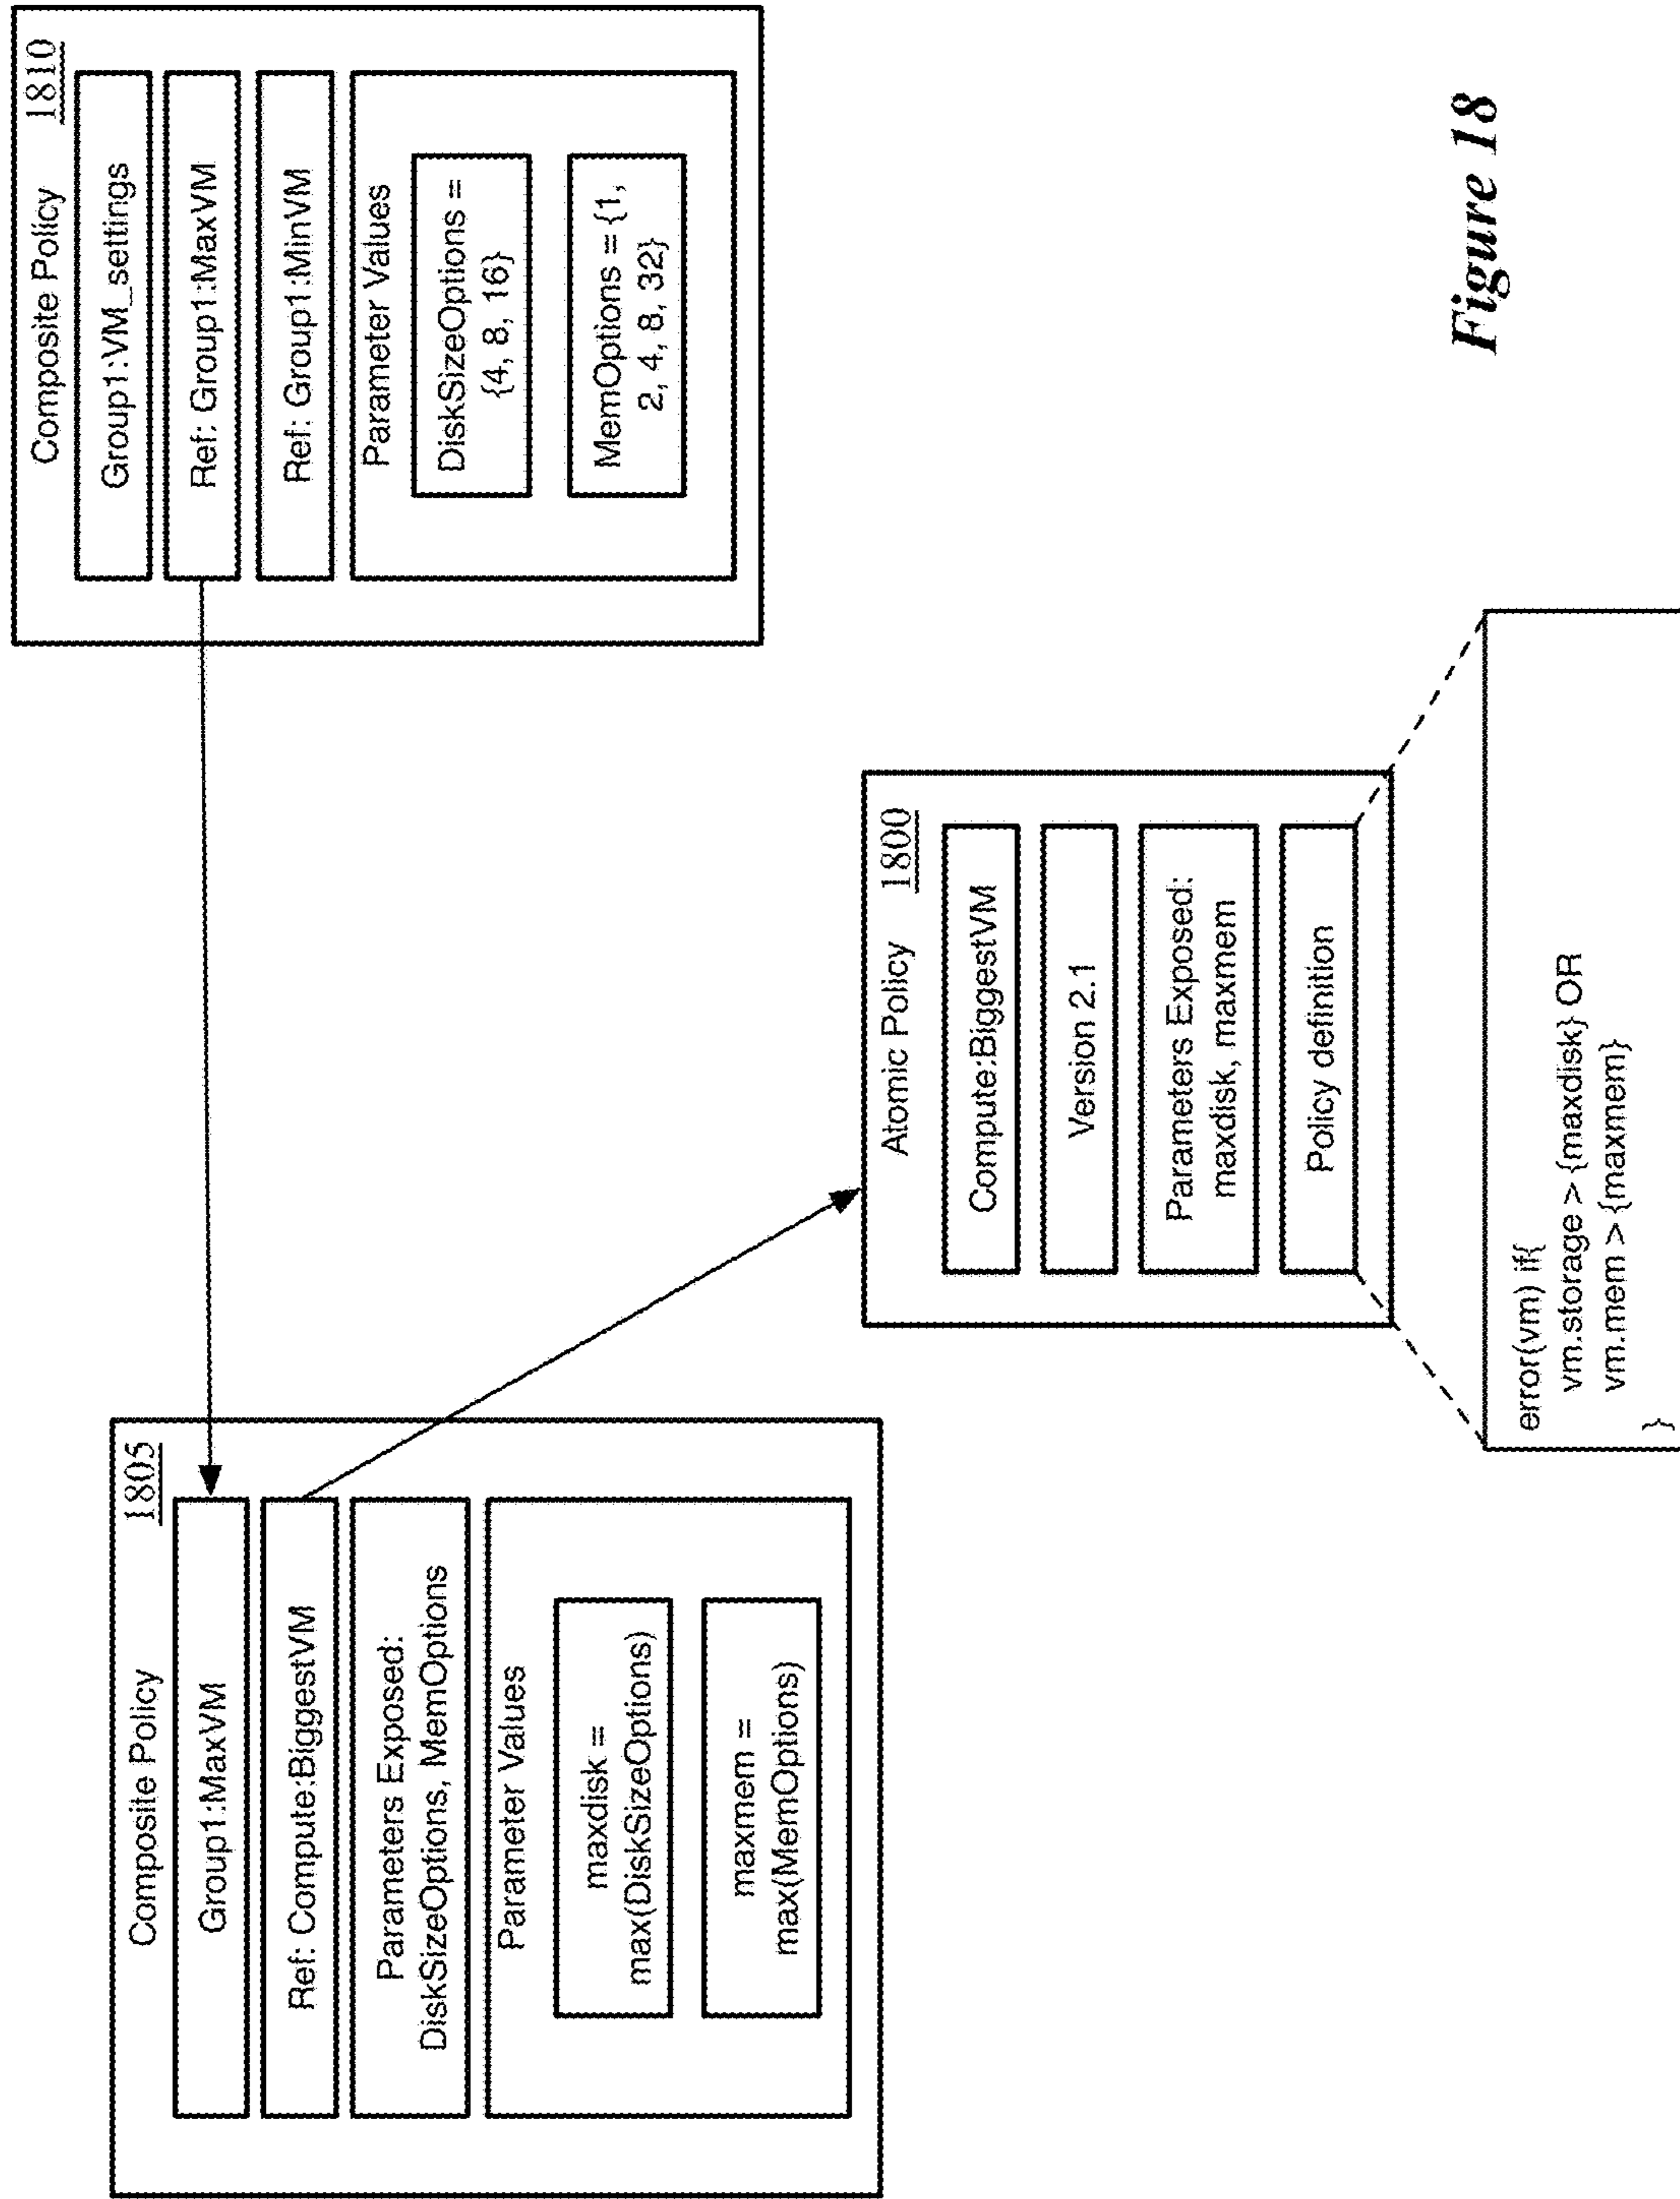 Composite Policy 1805
Group1:MaxVM
Ref: Compute:BiggestVM
Parameters Exposed:
DiskSizeOptions, MemOptions
Parameter Values
maxdisk =
max(DiskSizeOptions)
maxmem =
max(MemOptions)
Atomic Policy 1800
Compute:BiggestVM
Version 2.1
Parameters Exposed:
maxdisk, maxmem
Policy definition
error(vm) if{
vm.storage > {maxdisk} OR
vm.mem > {maxmem}
}
Composite Policy 1810
Group1:VM_settings
Ref: Group1:MaxVM
Ref: Group1:MinVM
Parameter Values
DiskSizeOptions =
{4, 8, 16}
MemOptions = {1,
2, 4, 8, 32}
Figure 18